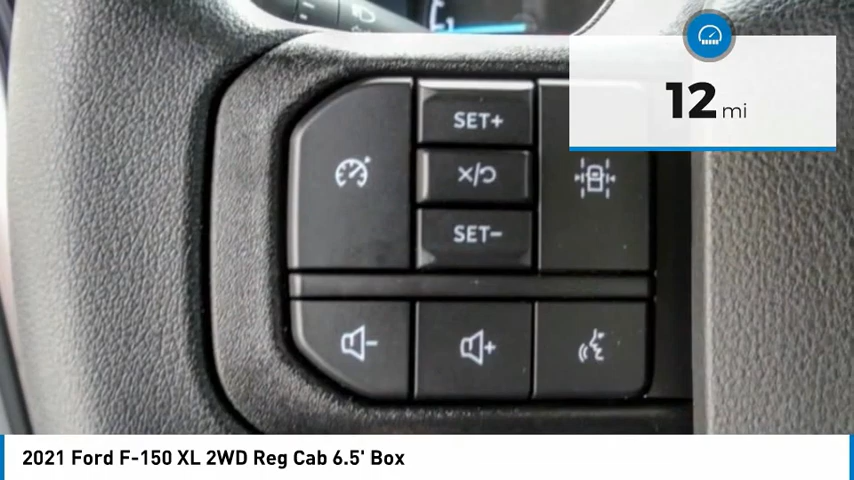 12 mi
SET+
X/
SET-
2021 Ford F-150 XL 2WD Reg Cab 6.5' Box